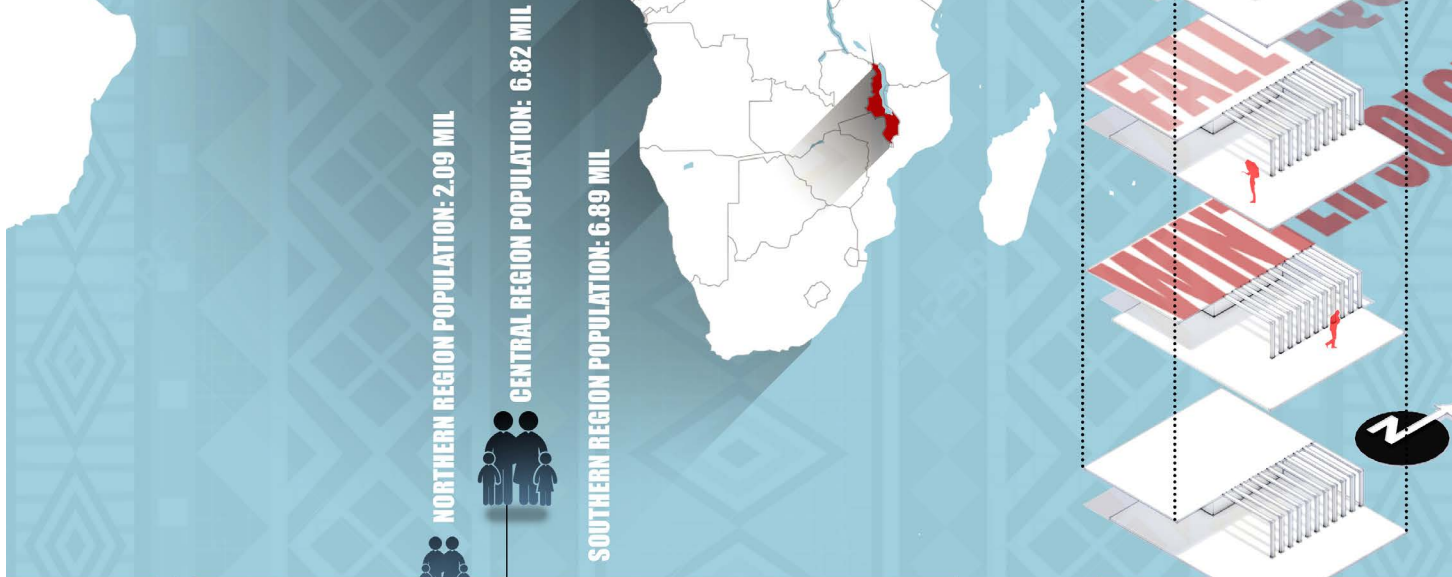 NORTHERN REGION POPULATION: 2.09 MIL
CENTRAL REGION POPULATION: 6.82 MIL
SOUTHERN REGION POPULATION: 6.89 MIL
FALL
WINT
N